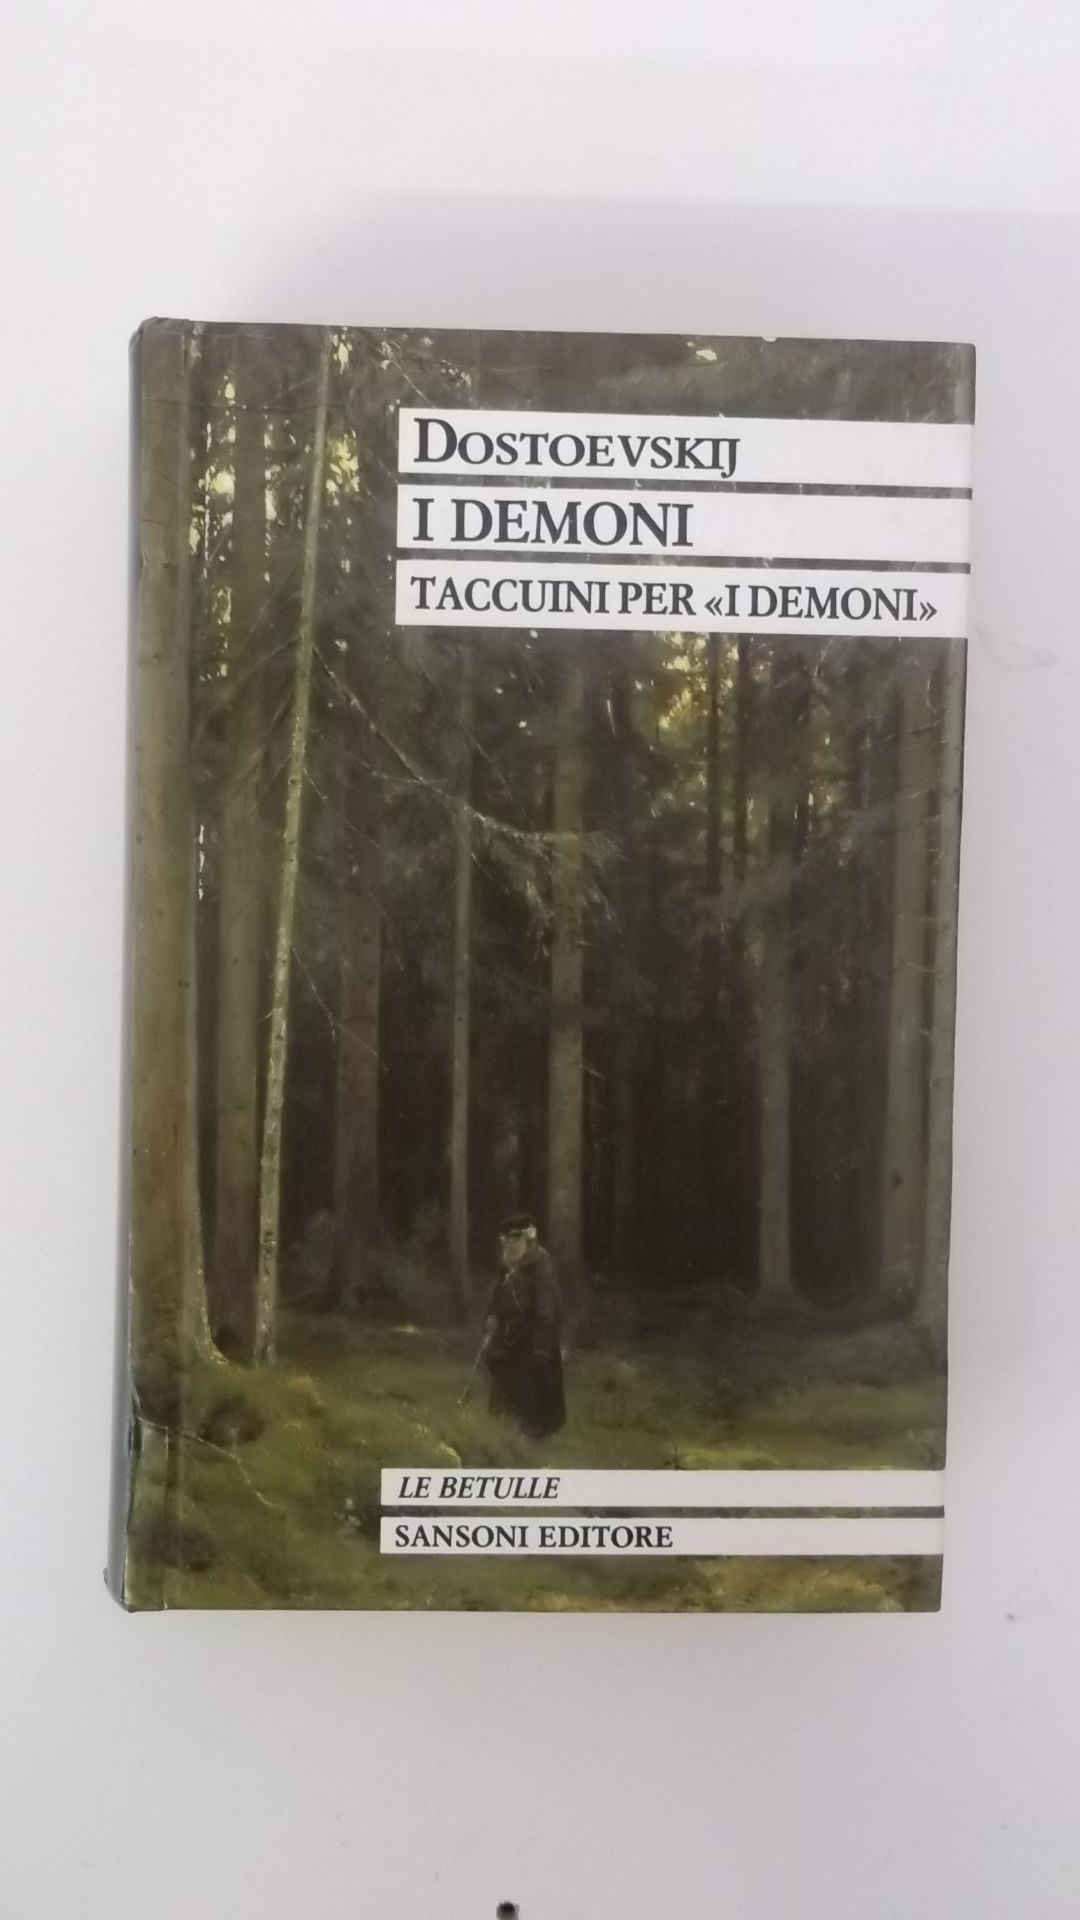 DOSTOEVSKIJ
I DEMONI
TACCUINI PER «I DEMONI»
LE BETULLE
SANSONI EDITORE